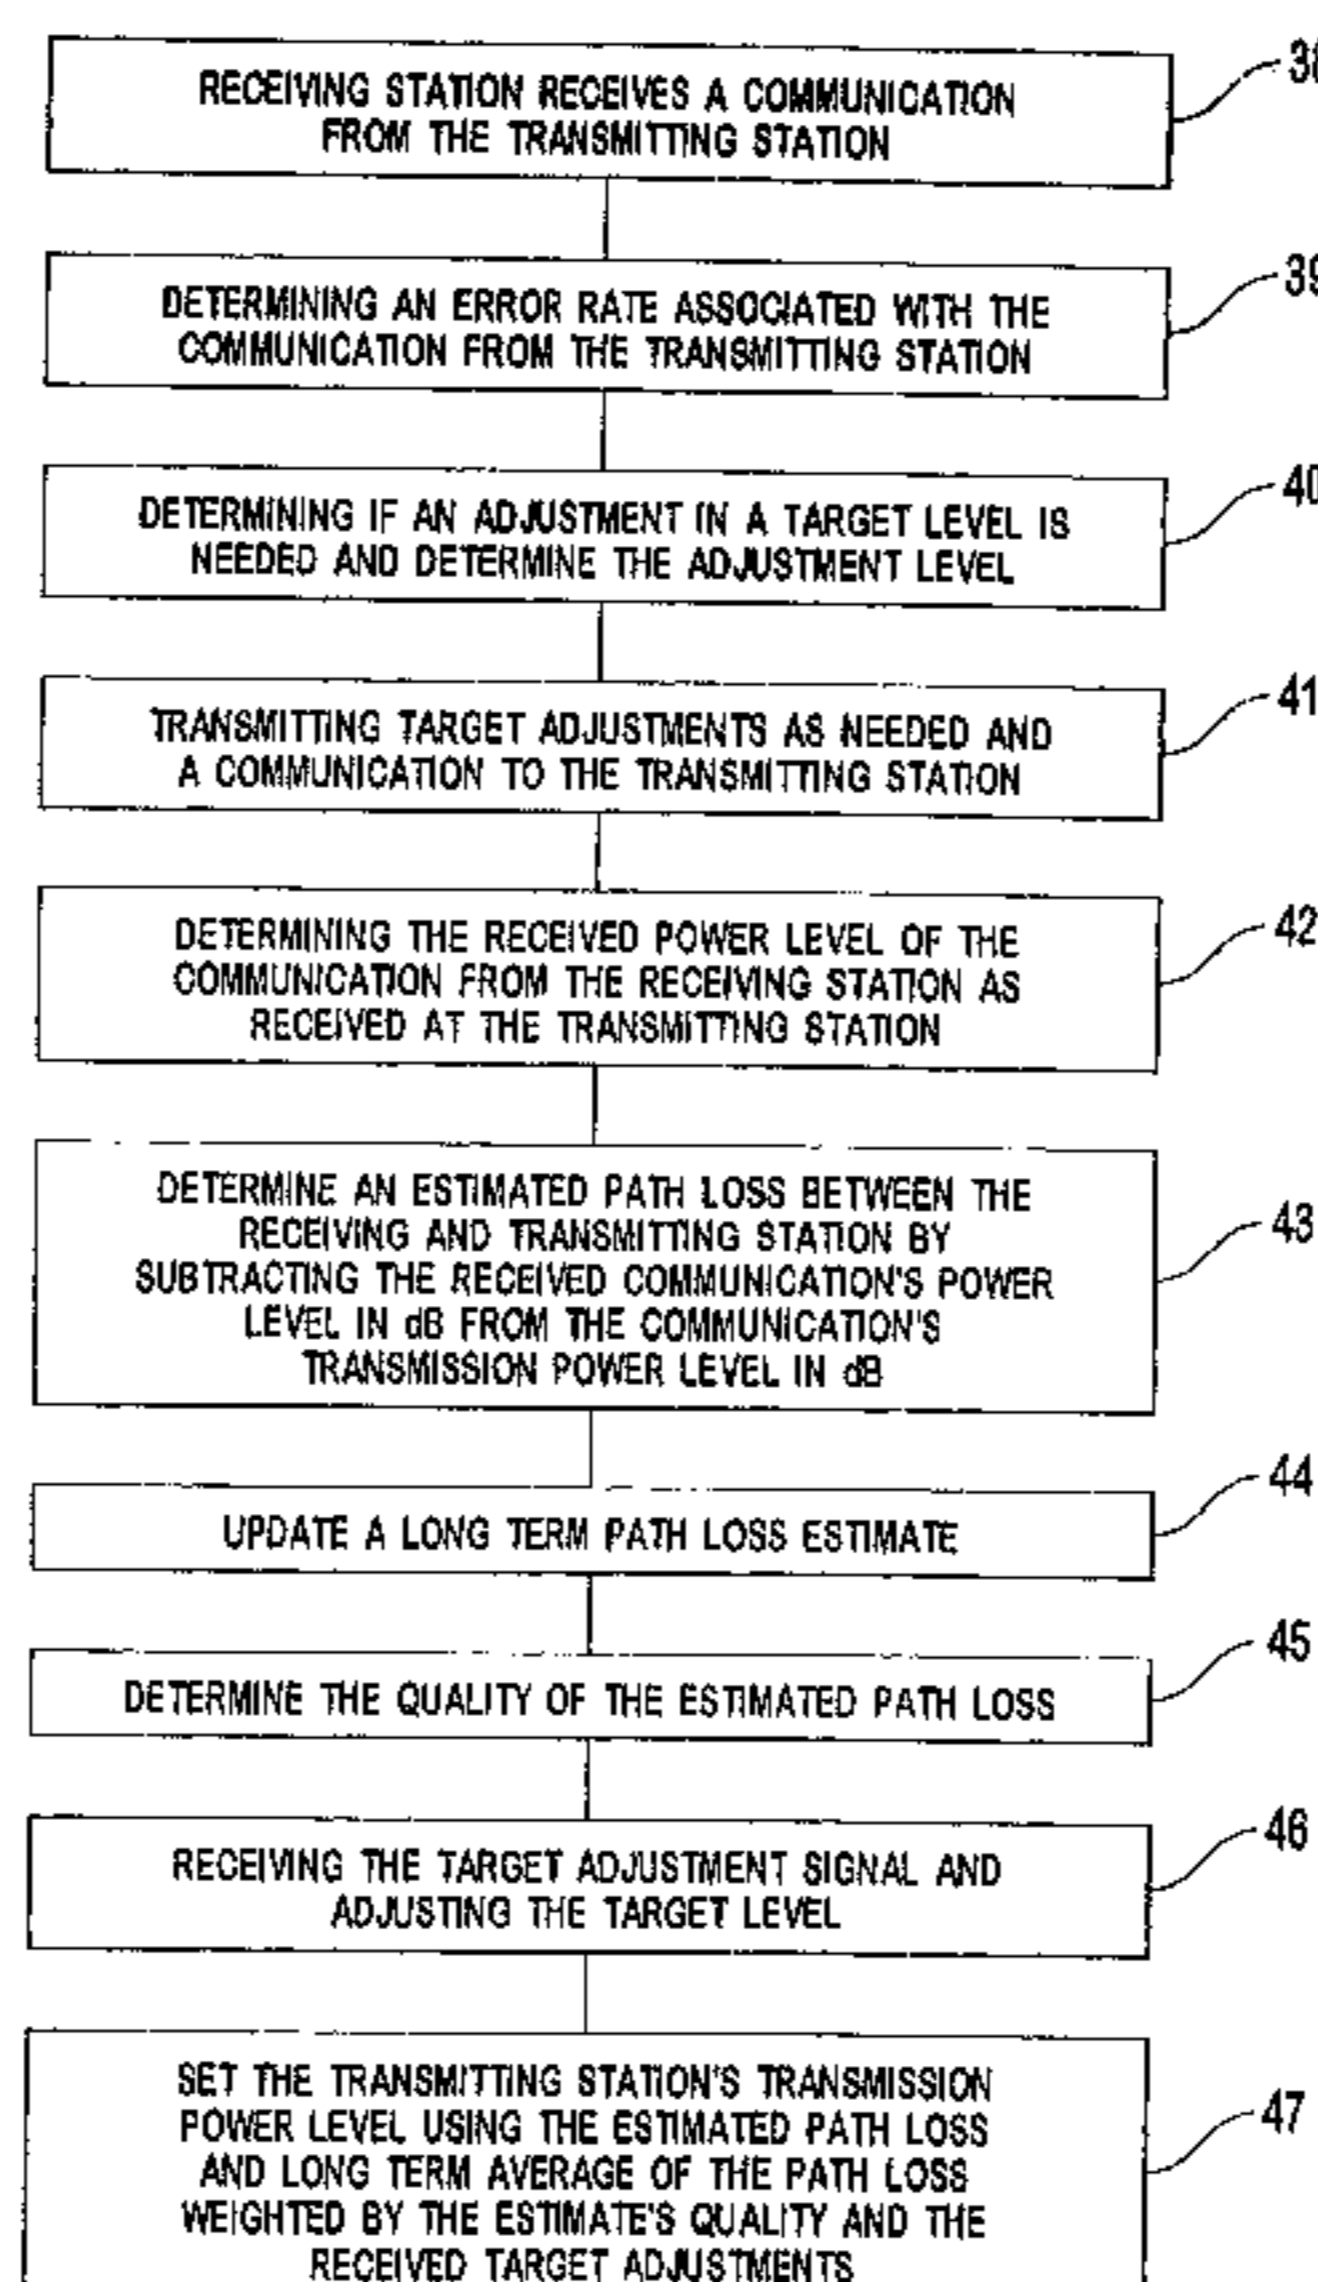 RECEIVING STATION RECEIVES A COMMUNICATION
FROM THE TRANSMITTING STATION
38
DETERMINING AN ERROR RATE ASSOCIATED WITH THE
COMMUNICATION FROM THE TRANSMITTING STATION
39
DETERMINING IF AN ADJUSTMENT IN A TARGET LEVEL IS
NEEDED AND DETERMINE THE ADJUSTMENT LEVEL
40
TRANSMITTING TARGET ADJUSTMENTS AS NEEDED AND
A COMMUNICATION TO THE TRANSMITTING STATION
41
DETERMINING THE RECEIVED POWER LEVEL OF THE
COMMUNICATION FROM THE RECEIVING STATION AS
RECEIVED AT THE TRANSMITTING STATION
42
DETERMINE AN ESTIMATED PATH LOSS BETWEEN THE
RECEIVING AND TRANSMITTING STATION BY
SUBTRACTING THE RECEIVED COMMUNICATION'S POWER
LEVEL IN dB FROM THE COMMUNICATION'S
TRANSMISSION POWER LEVEL IN dB
43
UPDATE A LONG TERM PATH LOSS ESTIMATE
44
DETERMINE THE QUALITY OF THE ESTIMATED PATH LOSS
45
RECEIVING THE TARGET ADJUSTMENT SIGNAL AND
ADJUSTING THE TARGET LEVEL
46
SET THE TRANSMITTING STATION'S TRANSMISSION
POWER LEVEL USING THE ESTIMATED PATH LOSS
AND LONG TERM AVERAGE OF THE PATH LOSS
WEIGHTED BY THE ESTIMATE'S QUALITY AND THE
RECEIVED TARGET ADJUSTMENTS
47